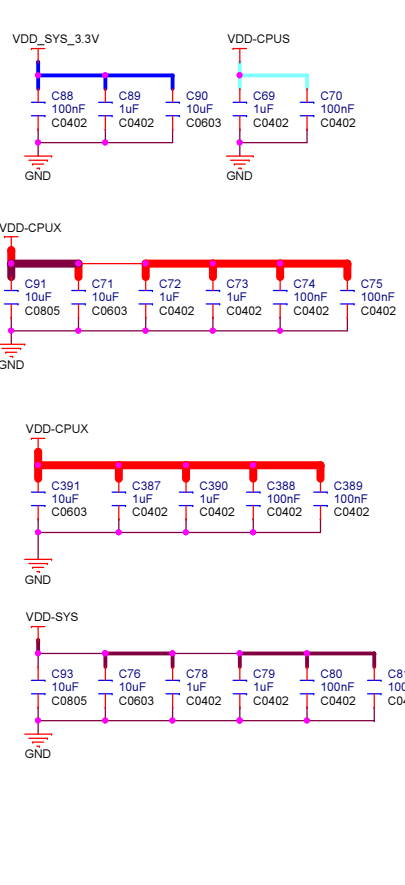 VDD_SYS_3.3V
VDD-CPUS
C88
100nF
C0402
C89
1uF
C0402
C90
10uF
C0603
C69
1uF
C0402
C70
100nF
C0402
GND
GND
VDD-CPUX
C91
10uF
C0805
C71
10uF
C0603
C72
1uF
C0402
C73
1uF
C0402
C74
100nF
C0402
C75
100nF
C0402
GND
VDD-CPUX
C391
10uF
C0603
C387
1uF
C0402
C390
1uF
C0402
C388
100nF
C0402
C389
100nF
C0402
GND
VDD-SYS
C93
10uF
C0805
C76
10uF
C0603
C78
1uF
C0402
C79
1uF
C0402
C80
100nF
C0402
GND